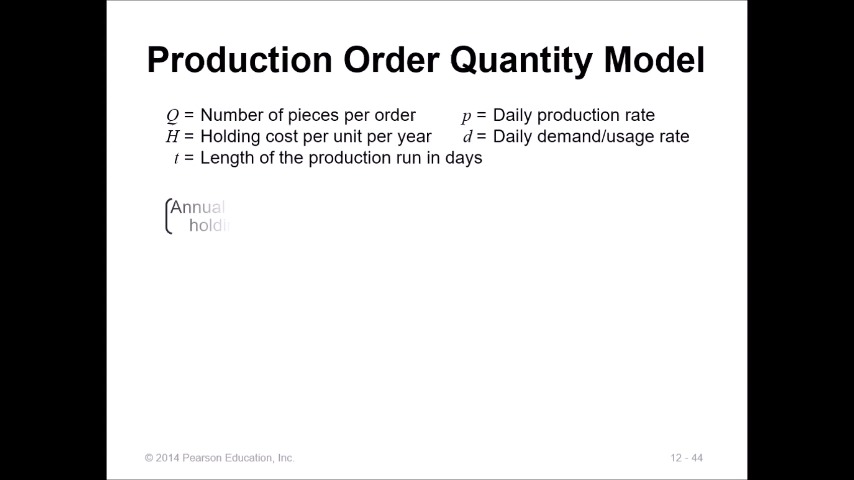 Production Order Quantity Model
Q = Number of pieces per order p = Daily production rate
H = Holding cost per unit per year d = Daily demand/usage rate
t = Length of the production run in days
(Annual
© 2014 Pearson Education, Inc. 12 - 44